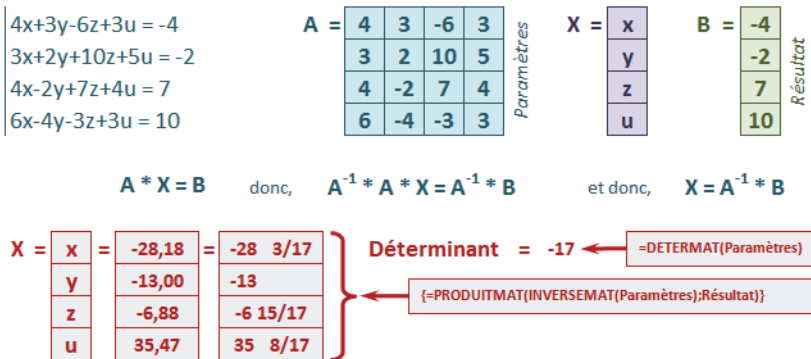 4x+3y-6z+3u = -4
3x+2y+10z+5u = -2
4x-2y+7z+4u = 7
6x-4y-3z+3u = 10
A = 4 3 -6 3
3 2 10 5
4 -2 7 4
6 -4 -3 3
Paramètres
X = x
y
z
u
B = -4
-2
7
10
Résultat
A * X = B donc, A⁻¹ * A * X = A⁻¹ * B et donc, X = A⁻¹ * B
X = x = -28,18 = -28 3/17
y -13,00 -13
z -6,88 -6 15/17
u 35,47 35 8/17
Déterminant = -17
=DETERMAT(Paramètres)
{=PRODUITMAT(INVERSEMAT(Paramètres);Résultat)}